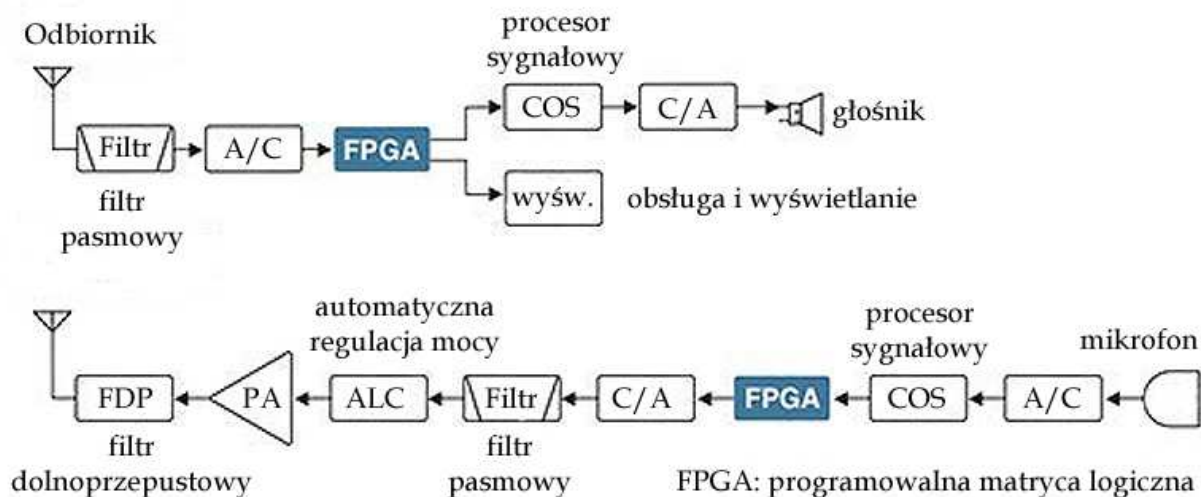 Odbiornik
procesor
sygnałowy
Filtr
A/C
FPGA
COS
C/A
głośnik
wyśw.
obsługa i wyświetlanie
filtr
pasmowy
automatyczna
regulacja mocy
procesor
sygnałowy
mikrofon
FDP
PA
ALC
Filtr
C/A
FPGA
COS
A/C
filtr
dolnoprzepustowy
filtr
pasmowy
FPGA: programowalna matryca logiczna